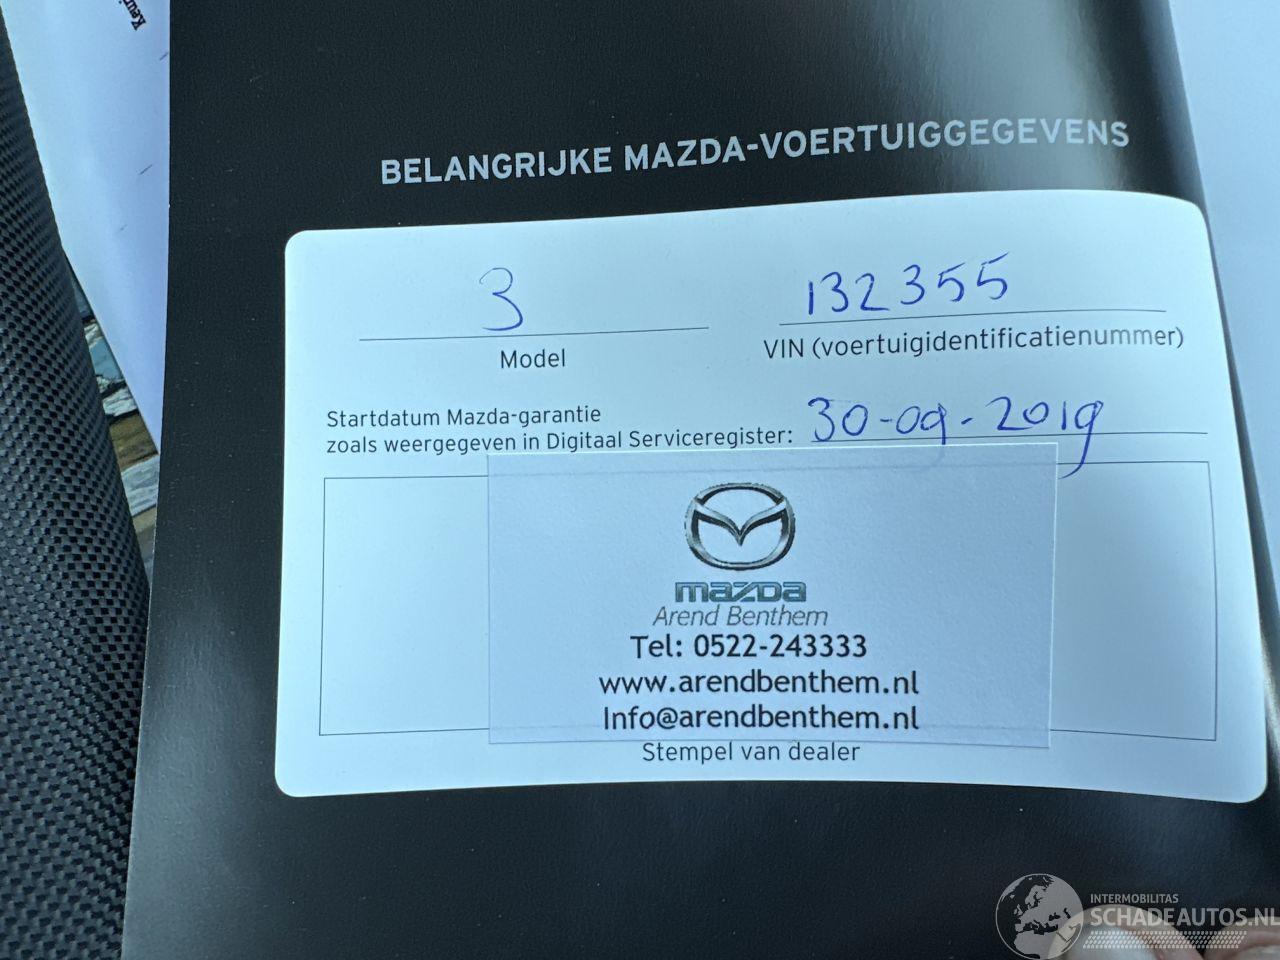 BELANGRIJKE MAZDA-VOERTUIGGEGEVENS
3
132355
Model
VIN (voertuigidentificatienummer)
Startdatum Mazda-garantie
zoals weergegeven in Digitaal Serviceregister: 30-09-2019
mazda
Arend Benthem
Tel: 0522-243333
www.arendbenthem.nl
Info@arendbenthem.nl
Stempel van dealer
INTERMOBILITAS
SCHADEAUTOS.NL